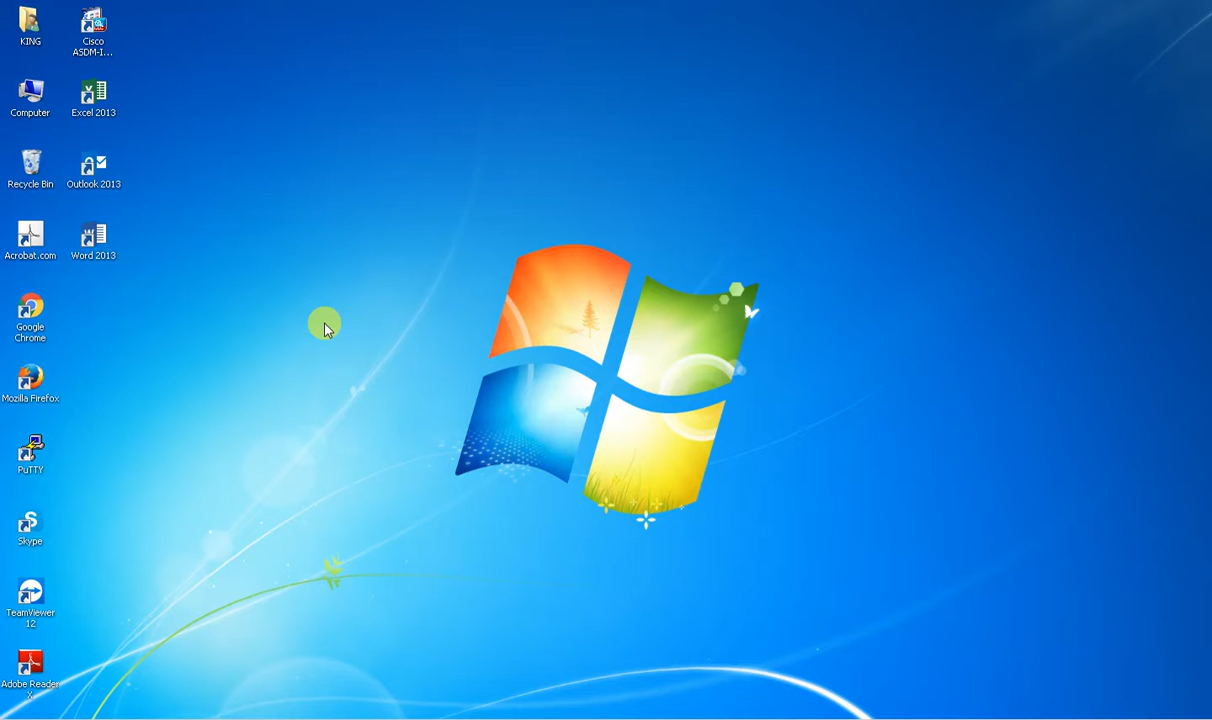 KING
Computer
Recycle Bin
Acrobat.com
Google
Chrome
Mozilla Firefox
PuTTY
Skype
TeamViewer
12
Adobe Reader
X
Cisco
ASDM-I...
Excel 2013
Outlook 2013
Word 2013